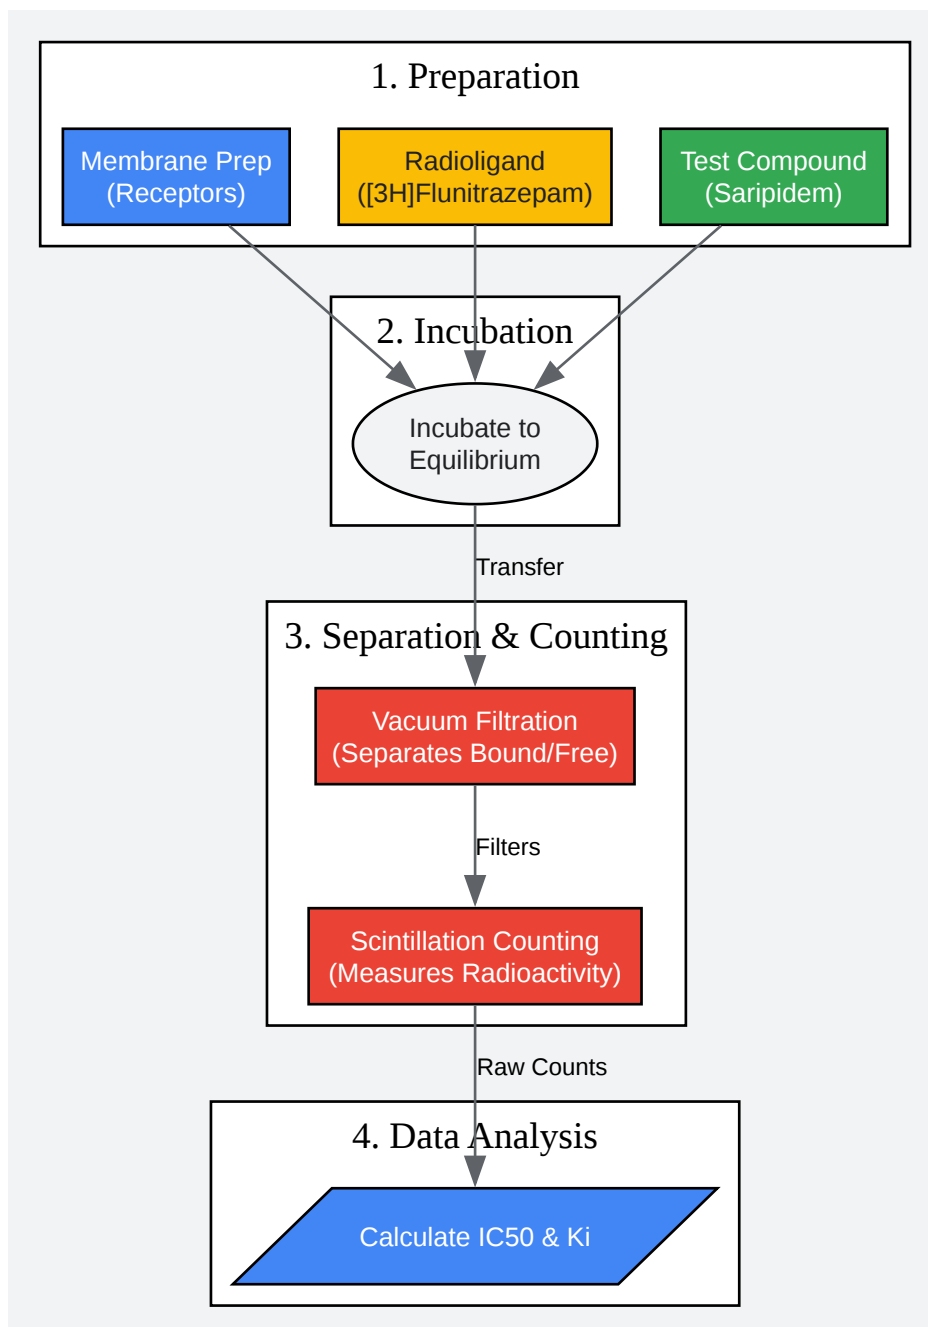 1. Preparation
Membrane Prep
(Receptors)
Radioligand
([3H]Flunitrazepam)
Test Compound
(Saripidem)
2. Incubation
Incubate to
Equilibrium
Transfer
3. Separation & Counting
Vacuum Filtration
(Separates Bound/Free)
Filters
Scintillation Counting
(Measures Radioactivity)
Raw Counts
4. Data Analysis
Calculate IC50 & Ki